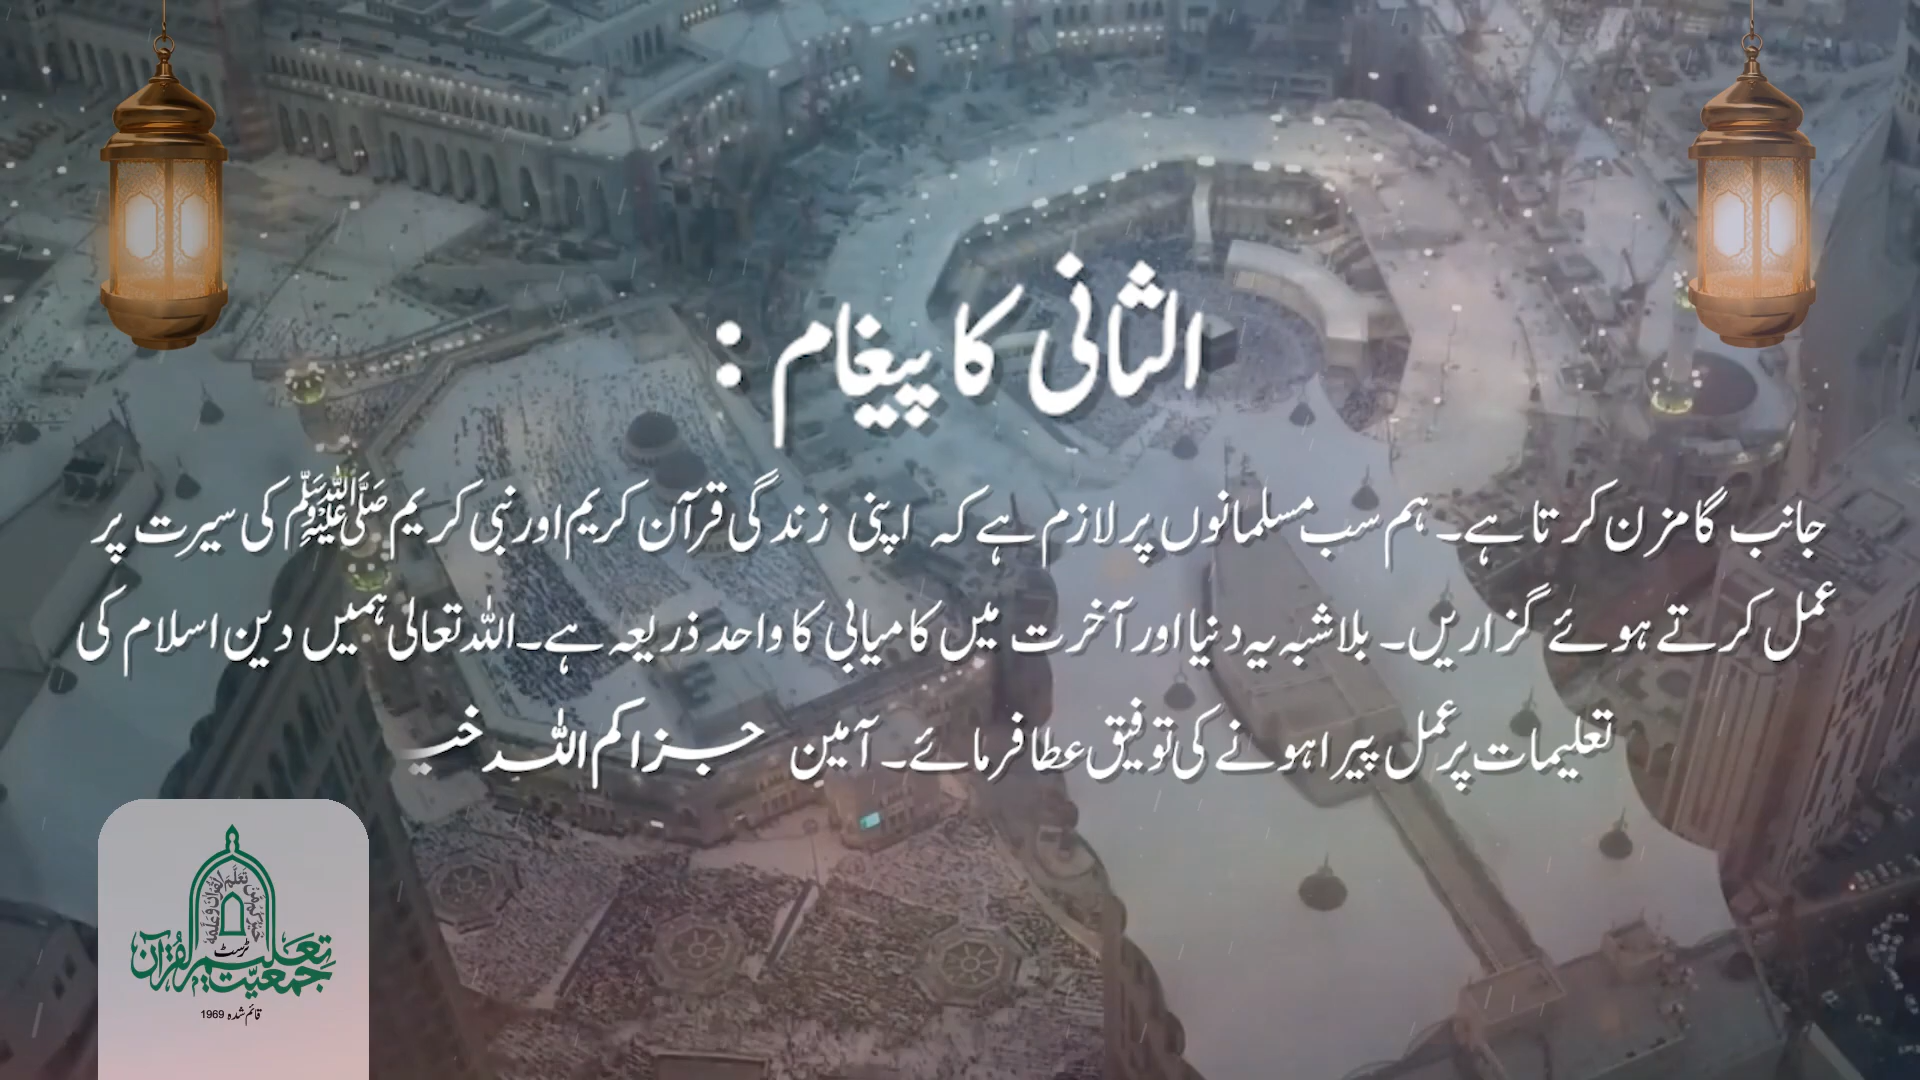 الثانی کا پیغام :
جانب گامزن کرتا ہے۔ ہم سب مسلمانوں پر لازم ہے کہ اپنی زندگی قرآن کریم اور نبی کریم ﷺ کی سیرت پر
عمل کرتے ہوئے گزاریں۔ بلاشبہ یہ دنیا اور آخرت میں کامیابی کا واحد ذریعہ ہے۔ اللہ تعالیٰ ہمیں دین اسلام کی
تعلیمات پر عمل پیرا ہونے کی توفیق عطا فرمائے۔ آمین جزاکم اللہ خیر
ٹرسٹ
جمعیت تعلیم القرآن
قائم شدہ 1969